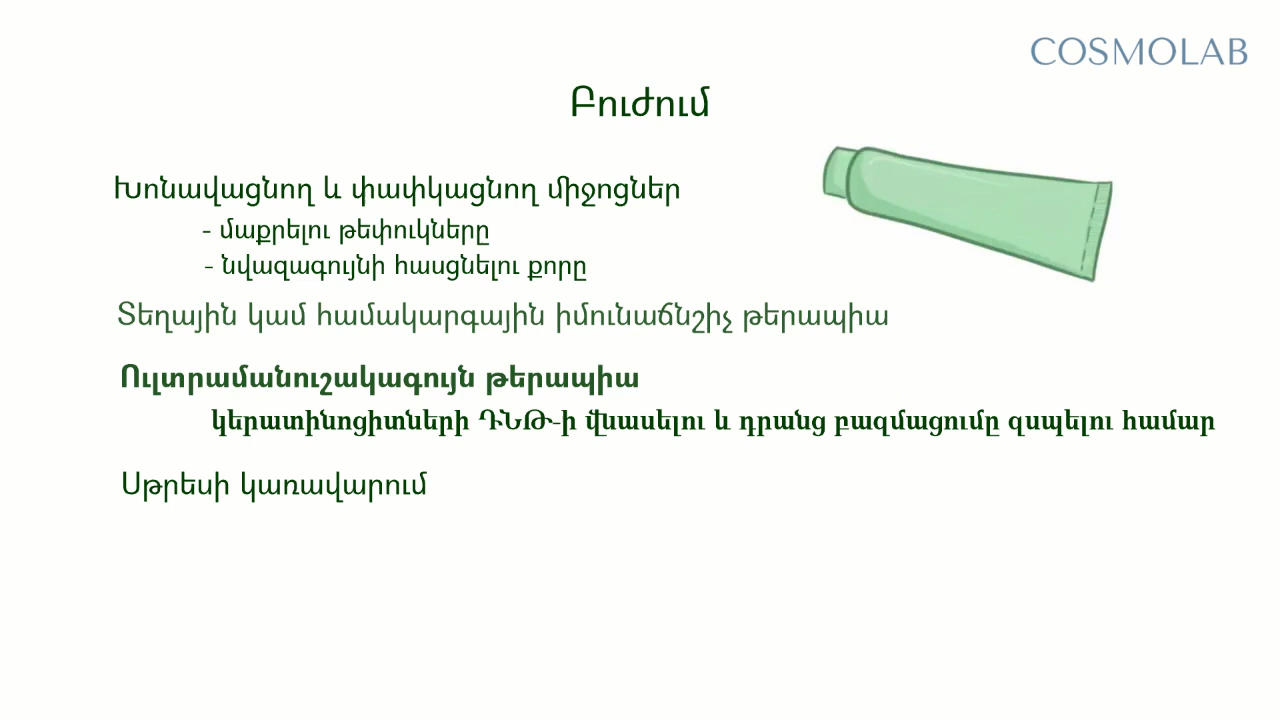 COSMOLAB
Բուժում
Խոնավացնող և փափկացնող միջոցներ
- մաքրելու թեփուկները
- նվազագույնի հասցնելու քորը
Տեղային կամ համակարգային իմունաճնշիչ թերապիա
Ուլտրամանուշակագույն թերապիա
կերատինոցիտների ԴՆԹ-ի վնասելու և դրանց բազմացումը զսպելու համար
Սթրեսի կառավարում